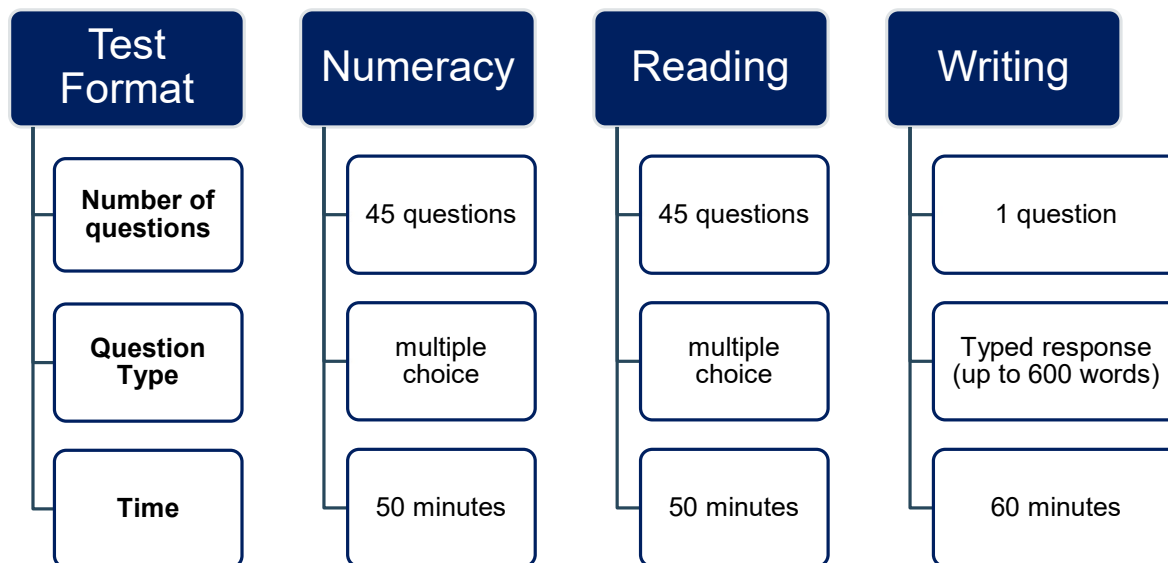 Test
Format
Numeracy
Reading
Writing
Number of
questions
45 questions
45 questions
1 question
Question
Type
multiple
choice
multiple
choice
Typed response
(up to 600 words)
Time
50 minutes
50 minutes
60 minutes